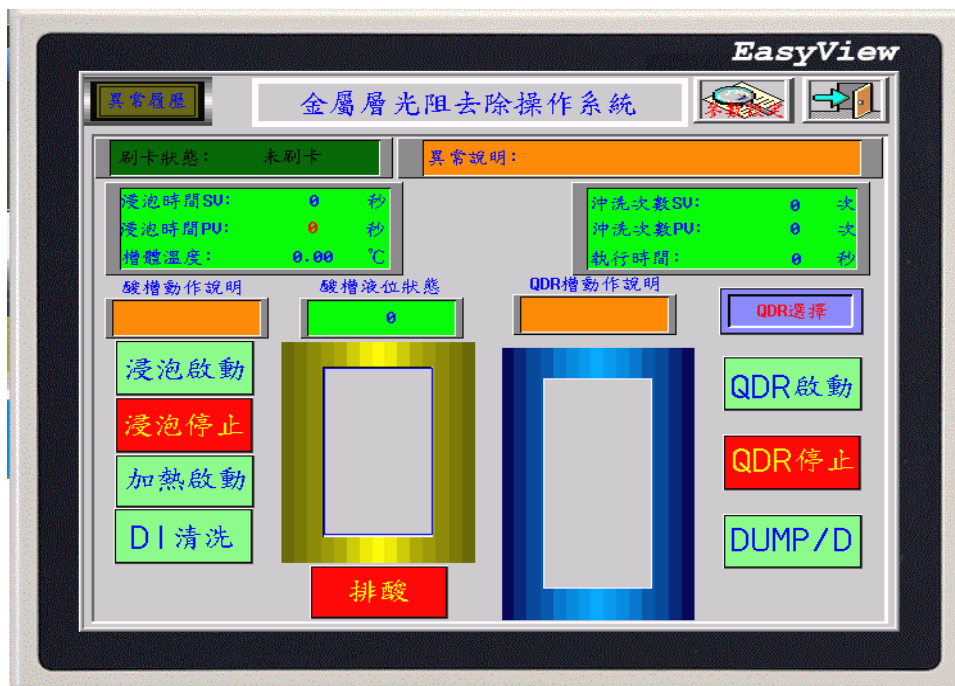 EasyView
異常履歷
金屬層光阻去除操作系統
參數設定
刷卡狀態: 未刷卡
異常說明:
浸泡時間SV: 0 秒
浸泡時間PV: 0 秒
槽體溫度: 0.00 ℃
沖洗次數SV: 0 次
沖洗次數PV: 0 次
執行時間: 0 秒
酸槽動作說明
酸槽液位狀態
QDR槽動作說明
0
QDR選擇
浸泡啟動
浸泡停止
加熱啟動
DI清洗
排酸
QDR啟動
QDR停止
DUMP/D